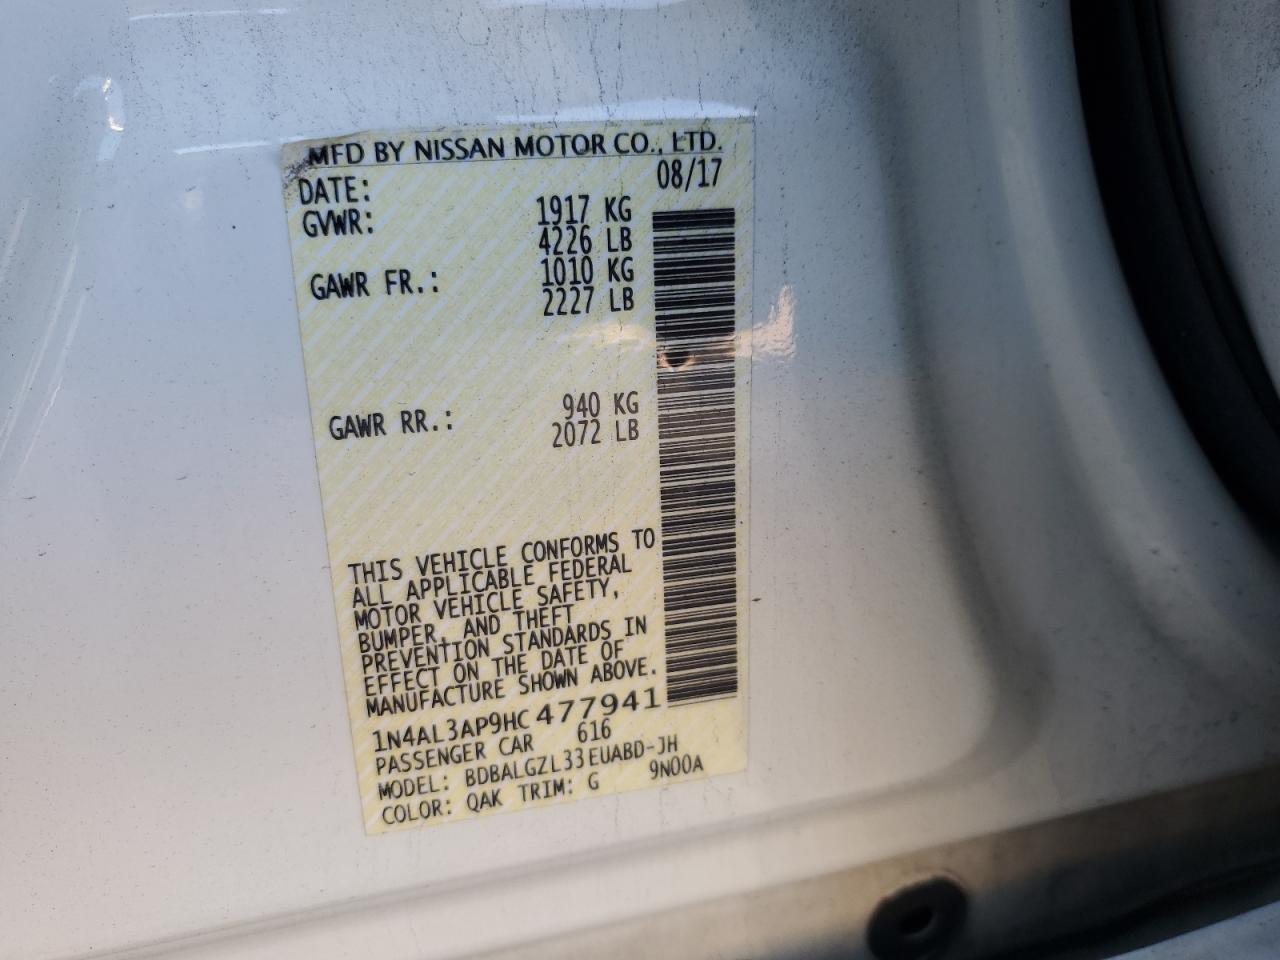 MFD BY NISSAN MOTOR CO., LTD.
DATE: 08/17
GVWR: 1917 KG
4226 LB
GAWR FR.: 1010 KG
2227 LB
GAWR RR.: 940 KG
2072 LB
THIS VEHICLE CONFORMS TO
ALL APPLICABLE FEDERAL
MOTOR VEHICLE SAFETY,
BUMPER, AND THEFT
PREVENTION STANDARDS IN
EFFECT ON THE DATE OF
MANUFACTURE SHOWN ABOVE.
1N4AL3AP9HC477941
PASSENGER CAR 616
MODEL: BDBALGZL33EUABD-JH
COLOR: QAK TRIM: G 9N00A